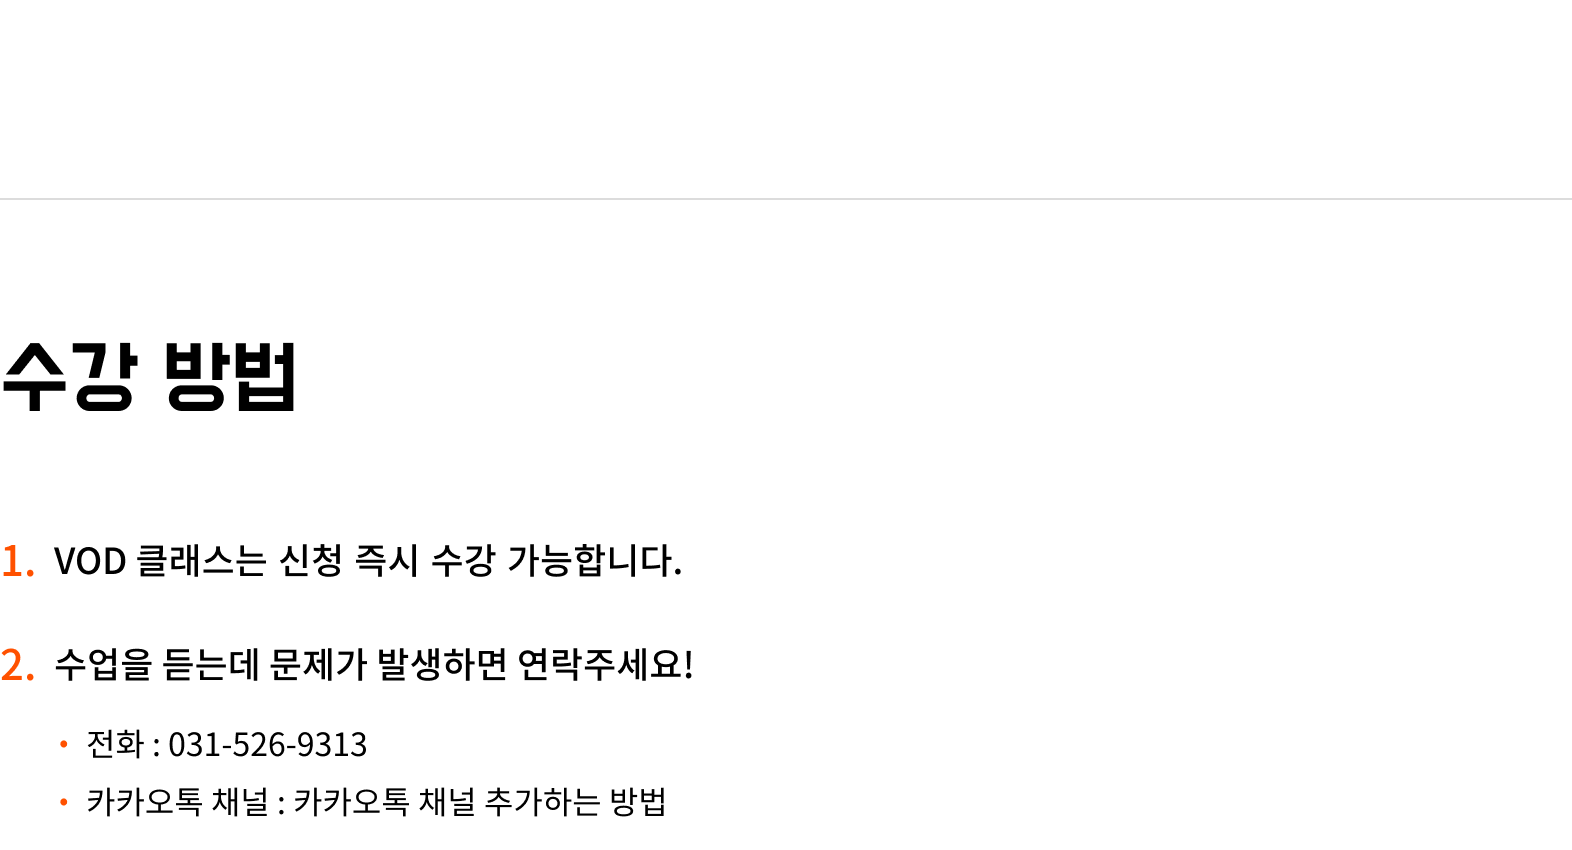 수강 방법
1. VOD 클래스는 신청 즉시 수강 가능합니다.
2. 수업을 듣는데 문제가 발생하면 연락주세요!
• 전화 : 031-526-9313
• 카카오톡 채널 : 카카오톡 채널 추가하는 방법